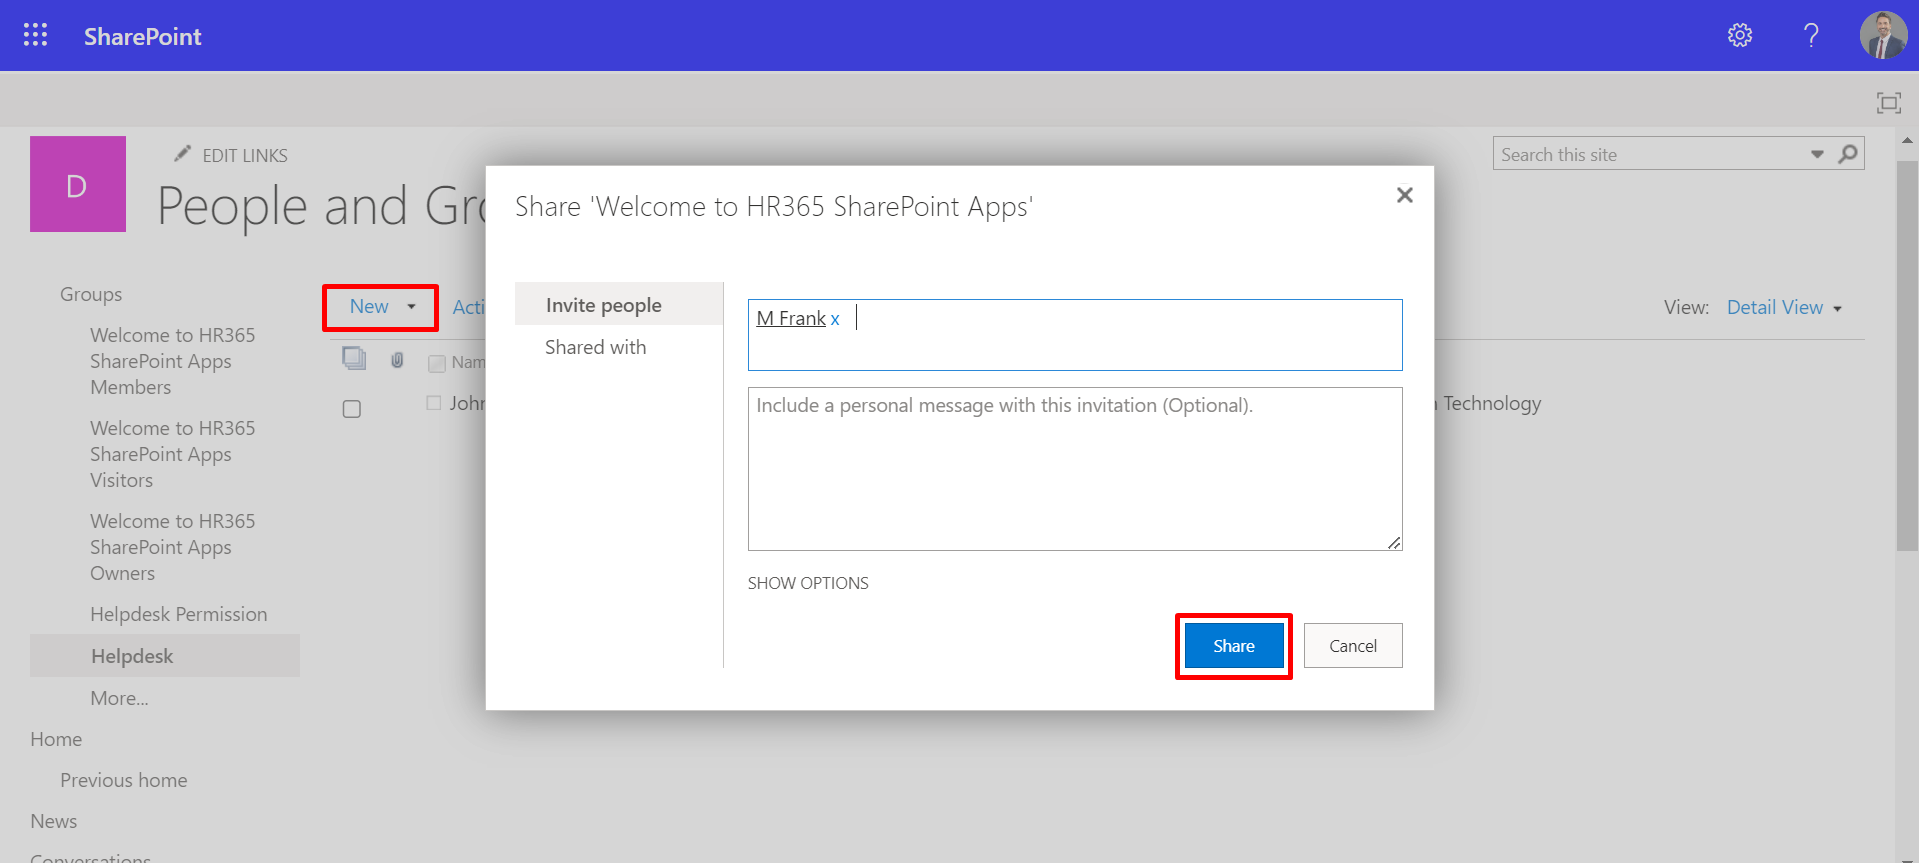 SharePoint
EDIT LINKS
Search this site
D
People and Gr
Share 'Welcome to HR365 SharePoint Apps'
Groups
New
Acti
View: Detail View
Invite people
Shared with
M Frank x
Welcome to HR365
SharePoint Apps
Members
Nam
John
Technology
Include a personal message with this invitation (Optional).
Welcome to HR365
SharePoint Apps
Visitors
Welcome to HR365
SharePoint Apps
Owners
SHOW OPTIONS
Helpdesk Permission
Share
Cancel
Helpdesk
More...
Home
Previous home
News
Conversations